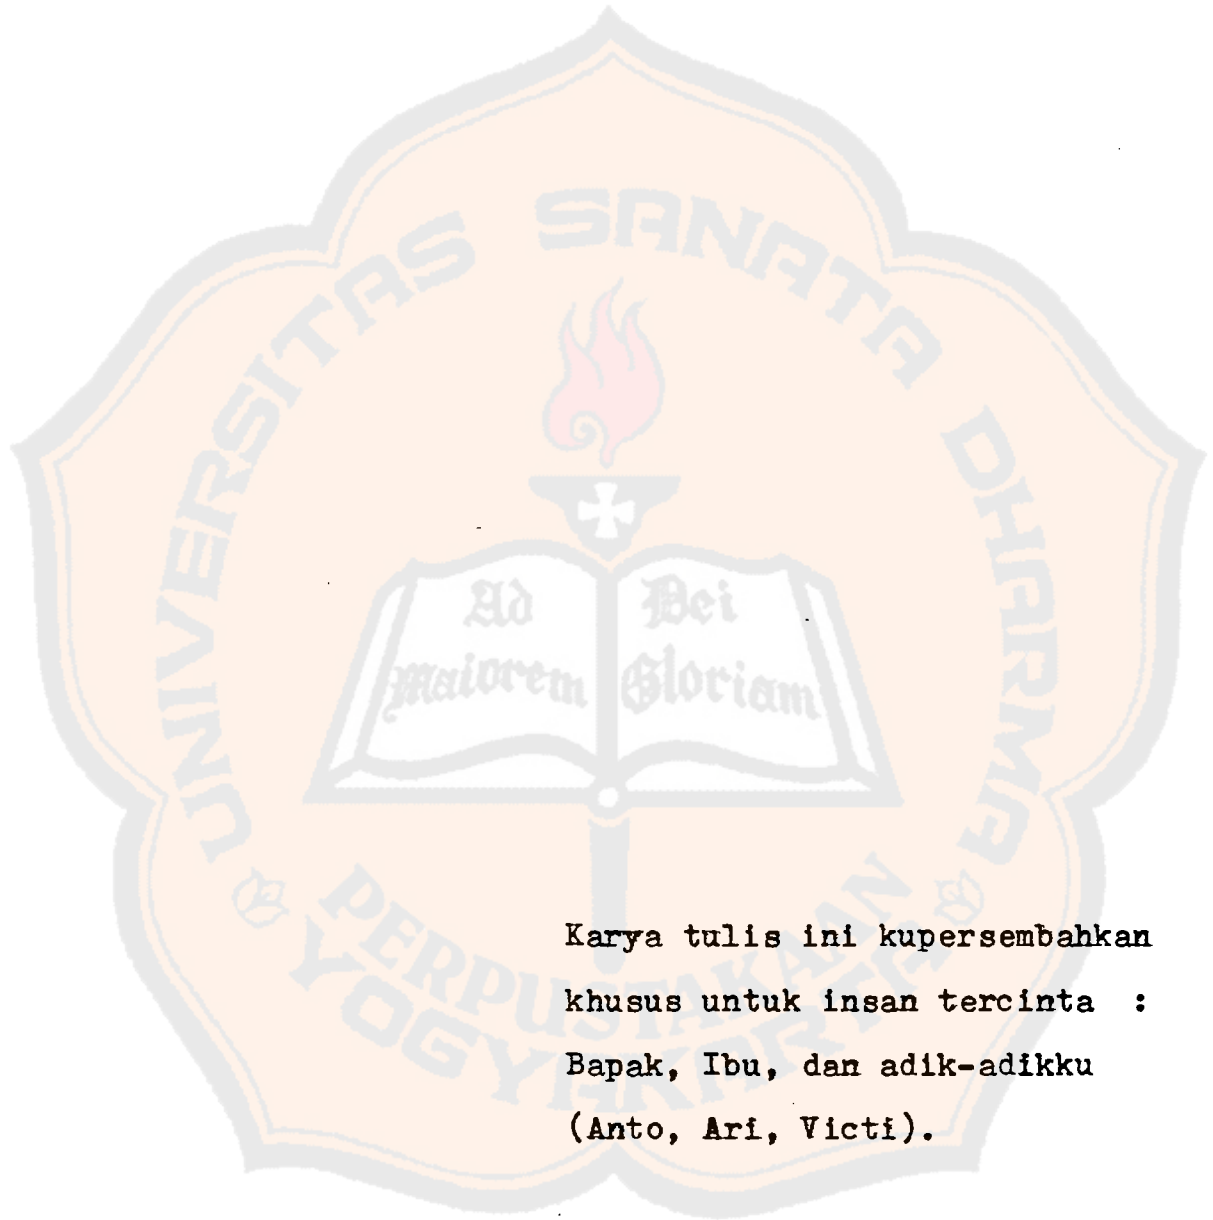 UNIVERSITAS SANATA DHARMA
Ad Dei
Maiorem Gloriam
PERPUSTAKAAN
YOGYAKARTA
Karya tulis ini kupersembahkan
khusus untuk insan tercinta :
Bapak, Ibu, dan adik-adikku
(Anto, Ari, Victi).